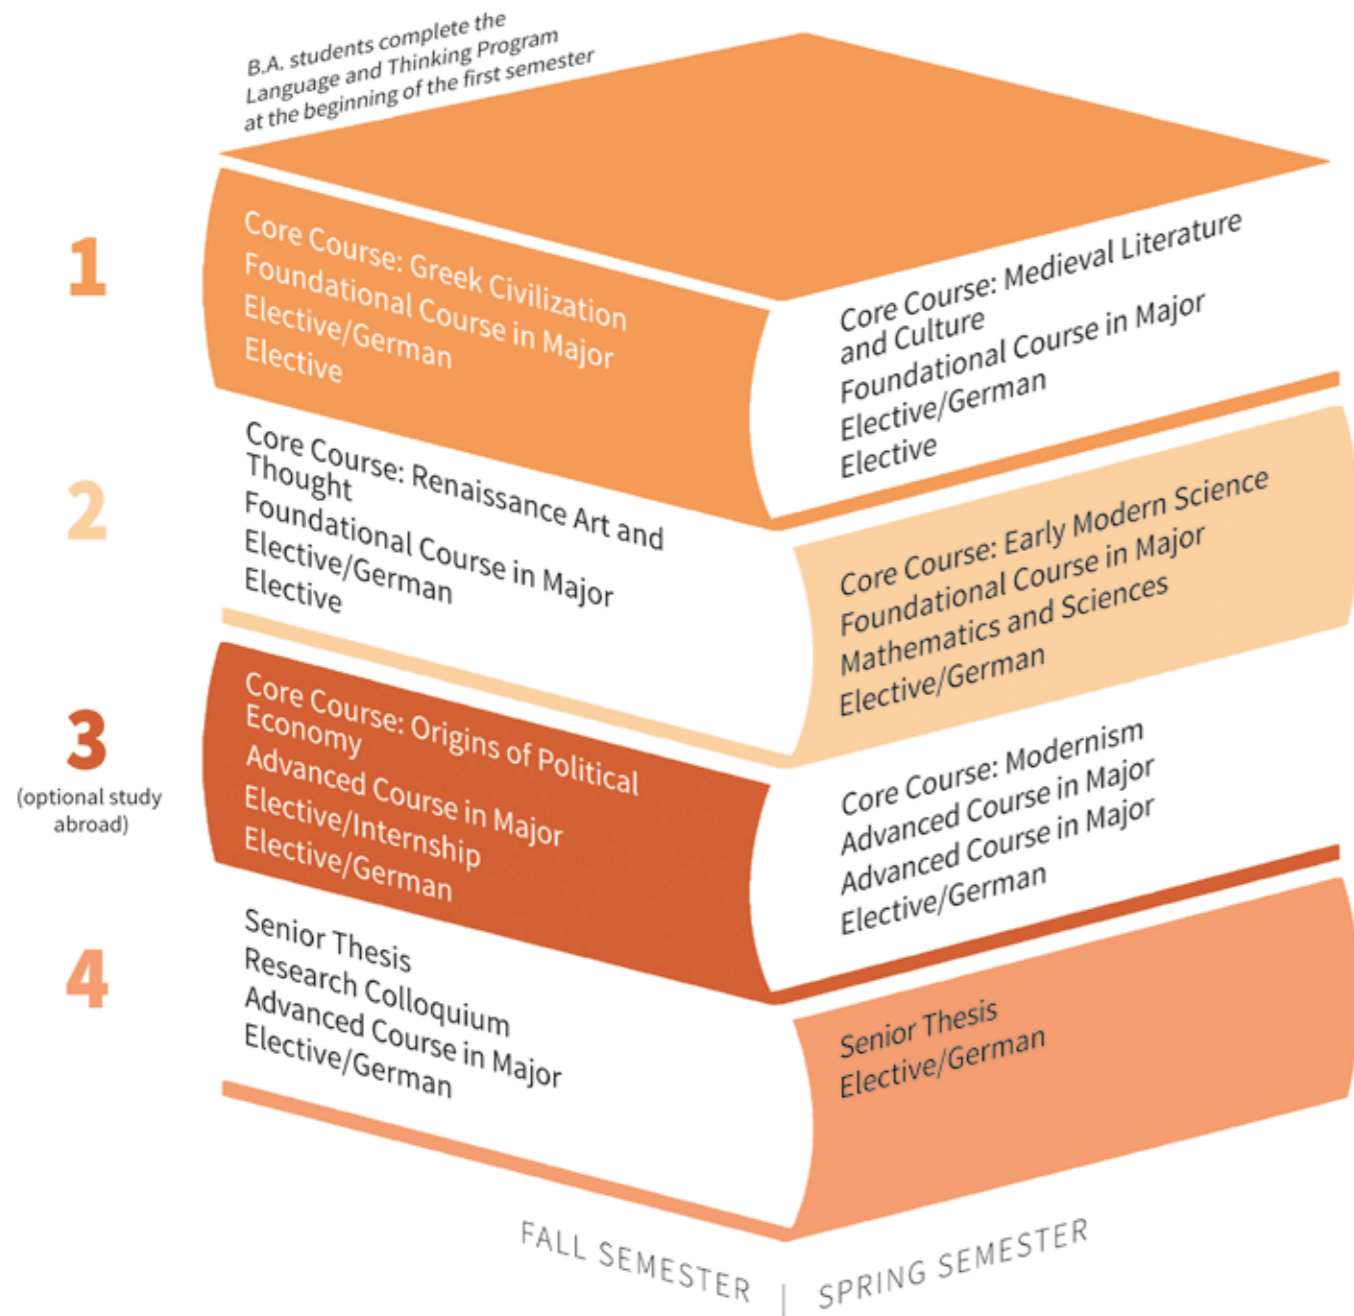 B.A. students complete the
Language and Thinking Program
at the beginning of the first semester
1
Core Course: Greek Civilization
Foundational Course in Major
Elective/German
Elective
Core Course: Medieval Literature
and Culture
Foundational Course in Major
Elective/German
Elective
2
Core Course: Renaissance Art and
Thought
Foundational Course in Major
Elective/German
Elective
Core Course: Early Modern Science
Foundational Course in Major
Mathematics and Sciences
Elective/German
3
(optional study
abroad)
Core Course: Origins of Political
Economy
Advanced Course in Major
Elective/Internship
Elective/German
Core Course: Modernism
Advanced Course in Major
Advanced Course in Major
Elective/German
4
Senior Thesis
Research Colloquium
Advanced Course in Major
Elective/German
Senior Thesis
Elective/German
FALL SEMESTER | SPRING SEMESTER